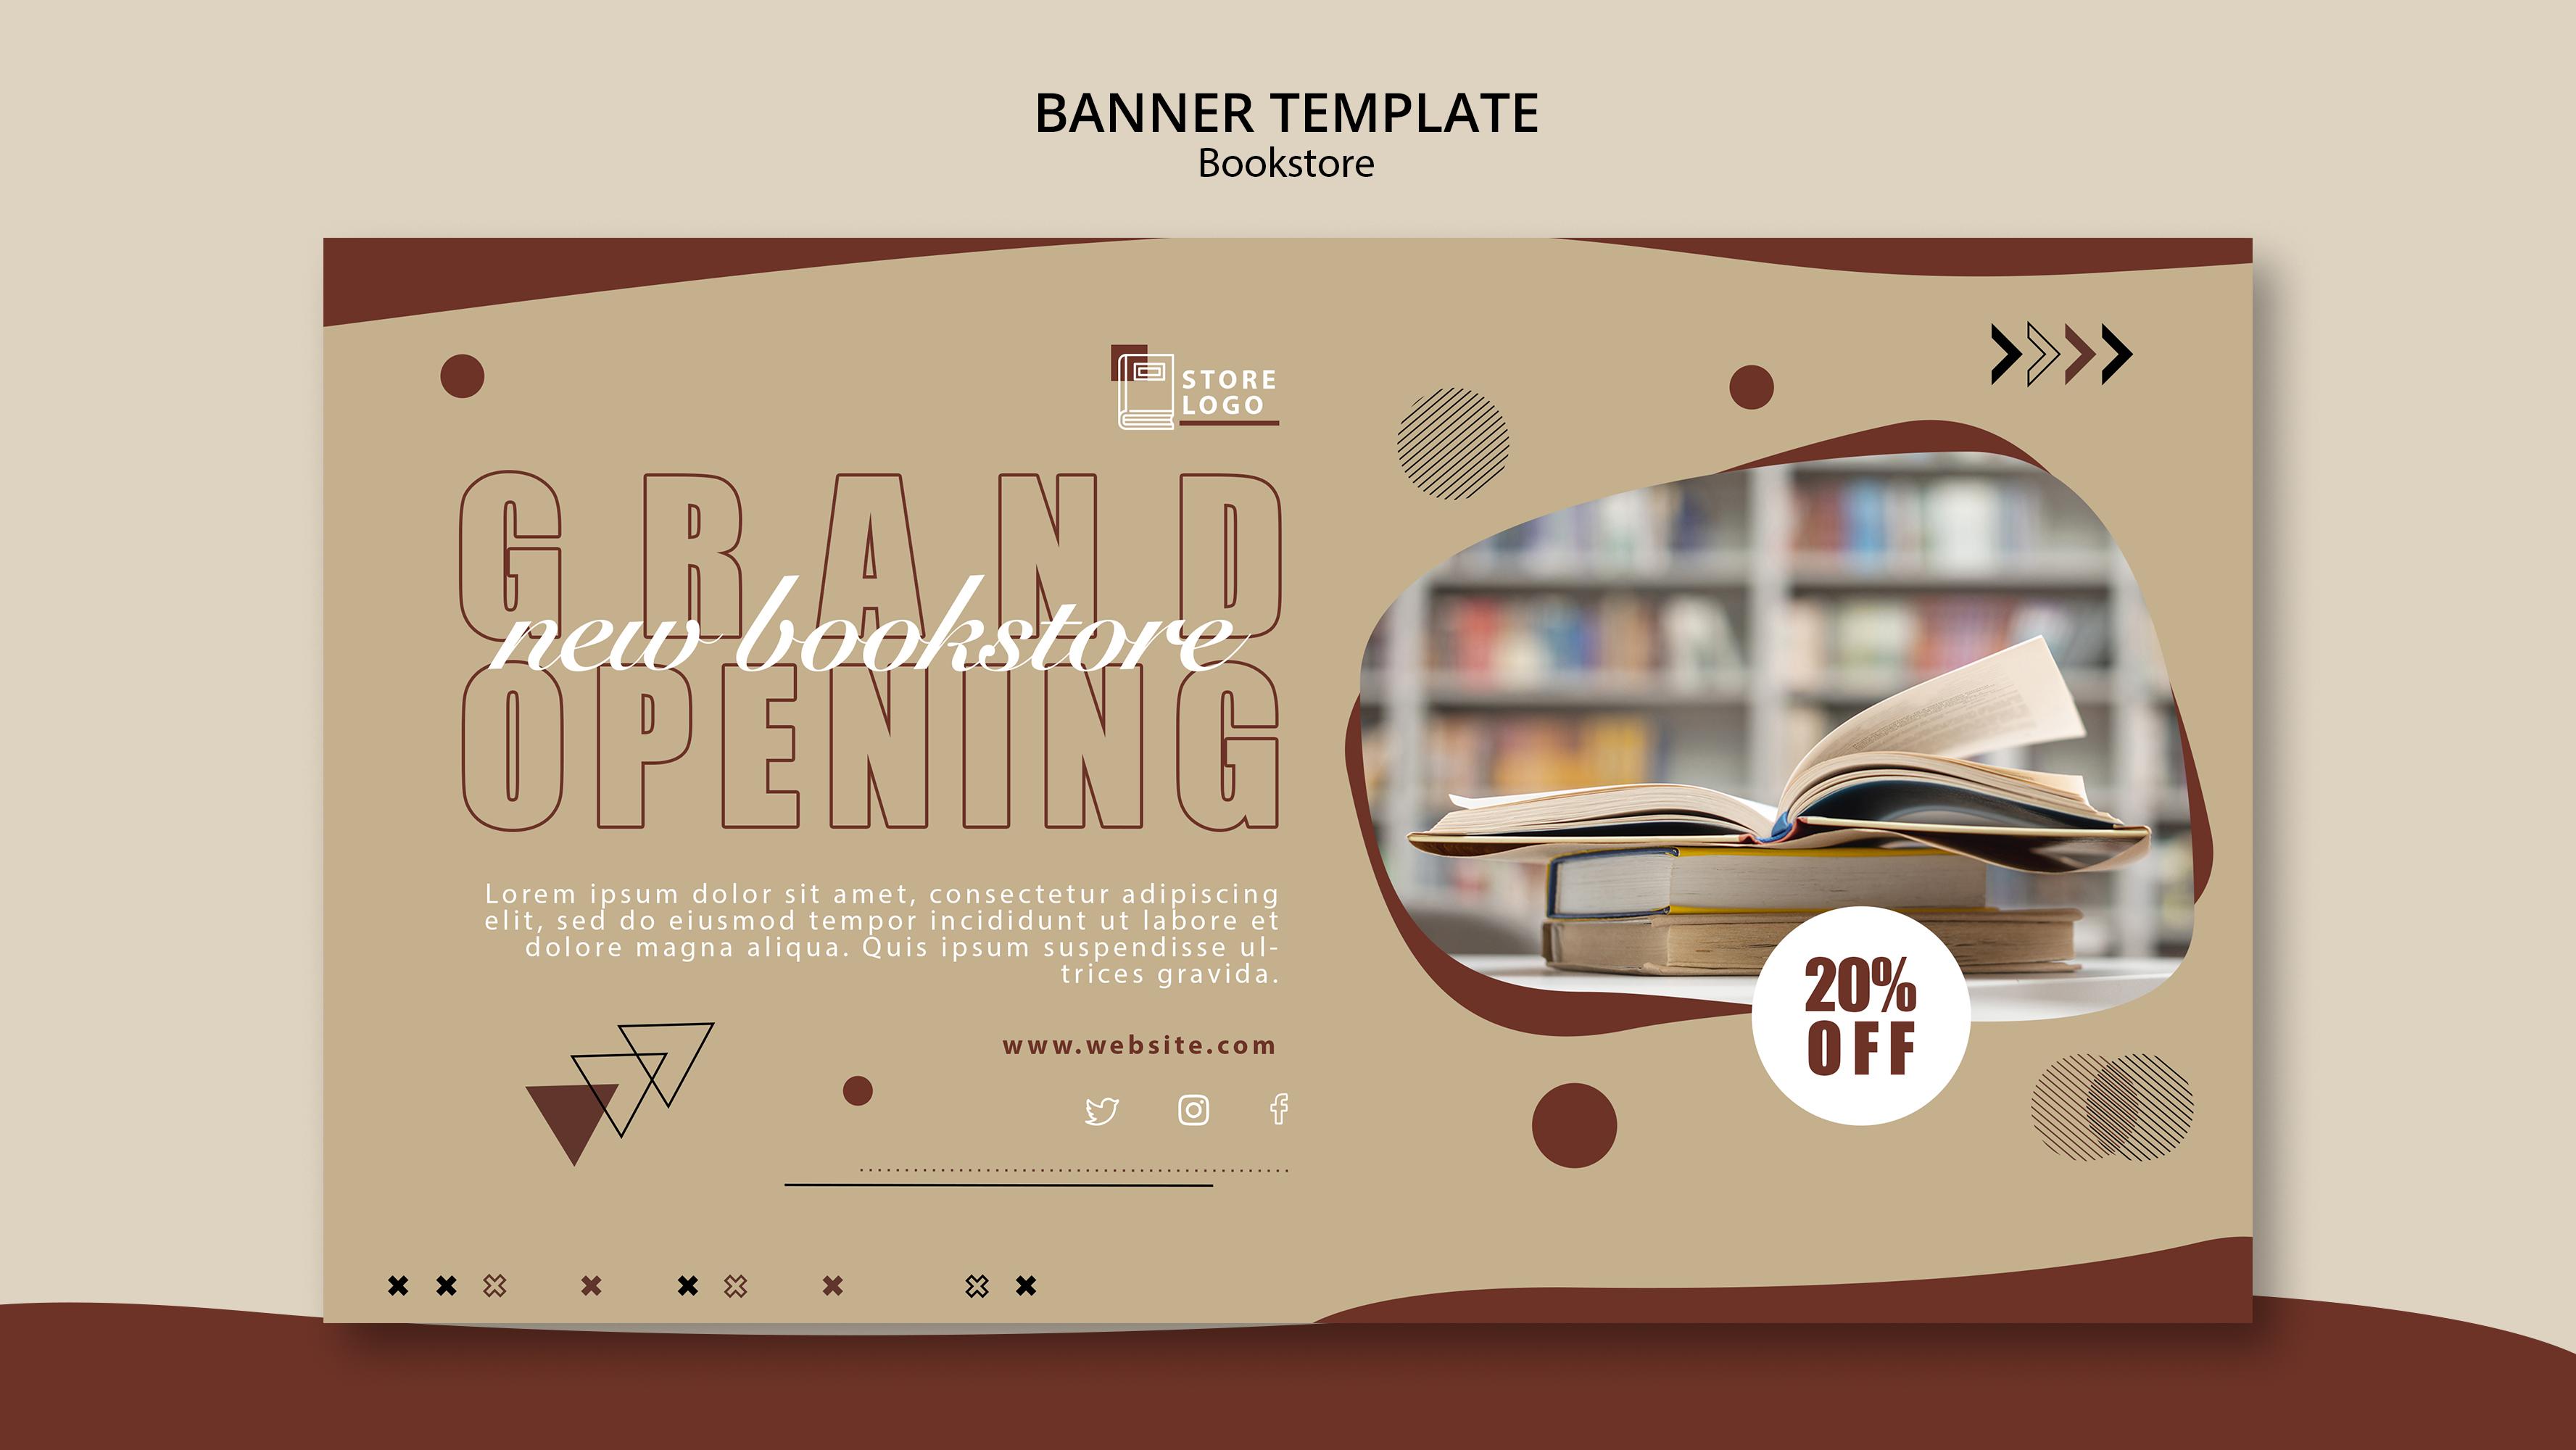 BANNER TEMPLATE
Bookstore
STORE
LOGO
GRAND
new bookstore
OPENING
Lorem ipsum dolor sit amet, consectetur adipiscing
elit, sed do eiusmod tempor incididunt ut labore et
dolore magna aliqua. Quis ipsum suspendisse ul-
trices gravida.
www.website.com
20%
OFF